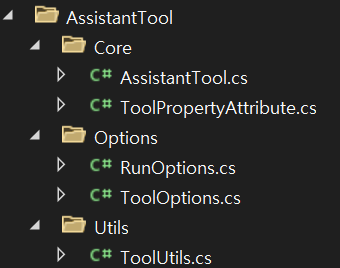 AssistantTool
Core
C# AssistantTool.cs
C# ToolPropertyAttribute.cs
Options
C# RunOptions.cs
C# ToolOptions.cs
Utils
C# ToolUtils.cs